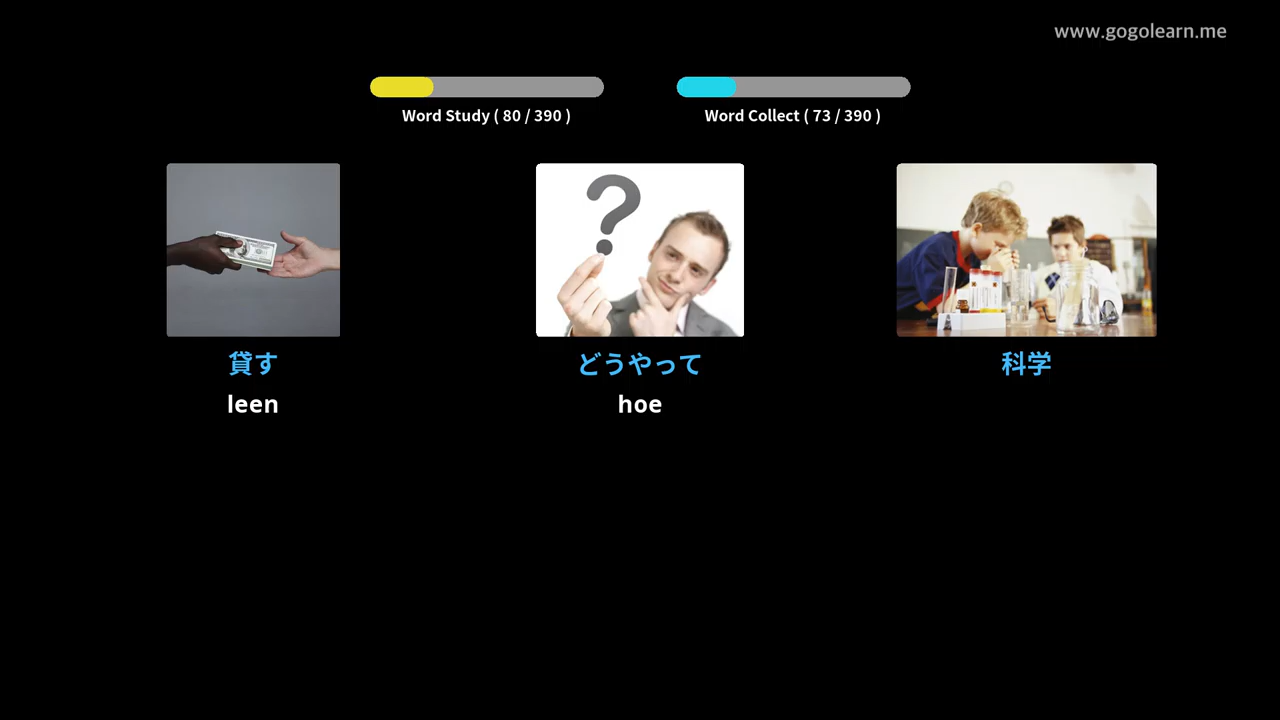 www.gogolearn.me
Word Study ( 80 / 390 )
Word Collect ( 73 / 390 )
貸す
どうやって
科学
leen
hoe